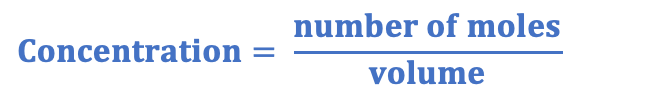 number of moles
Concentration =
volume